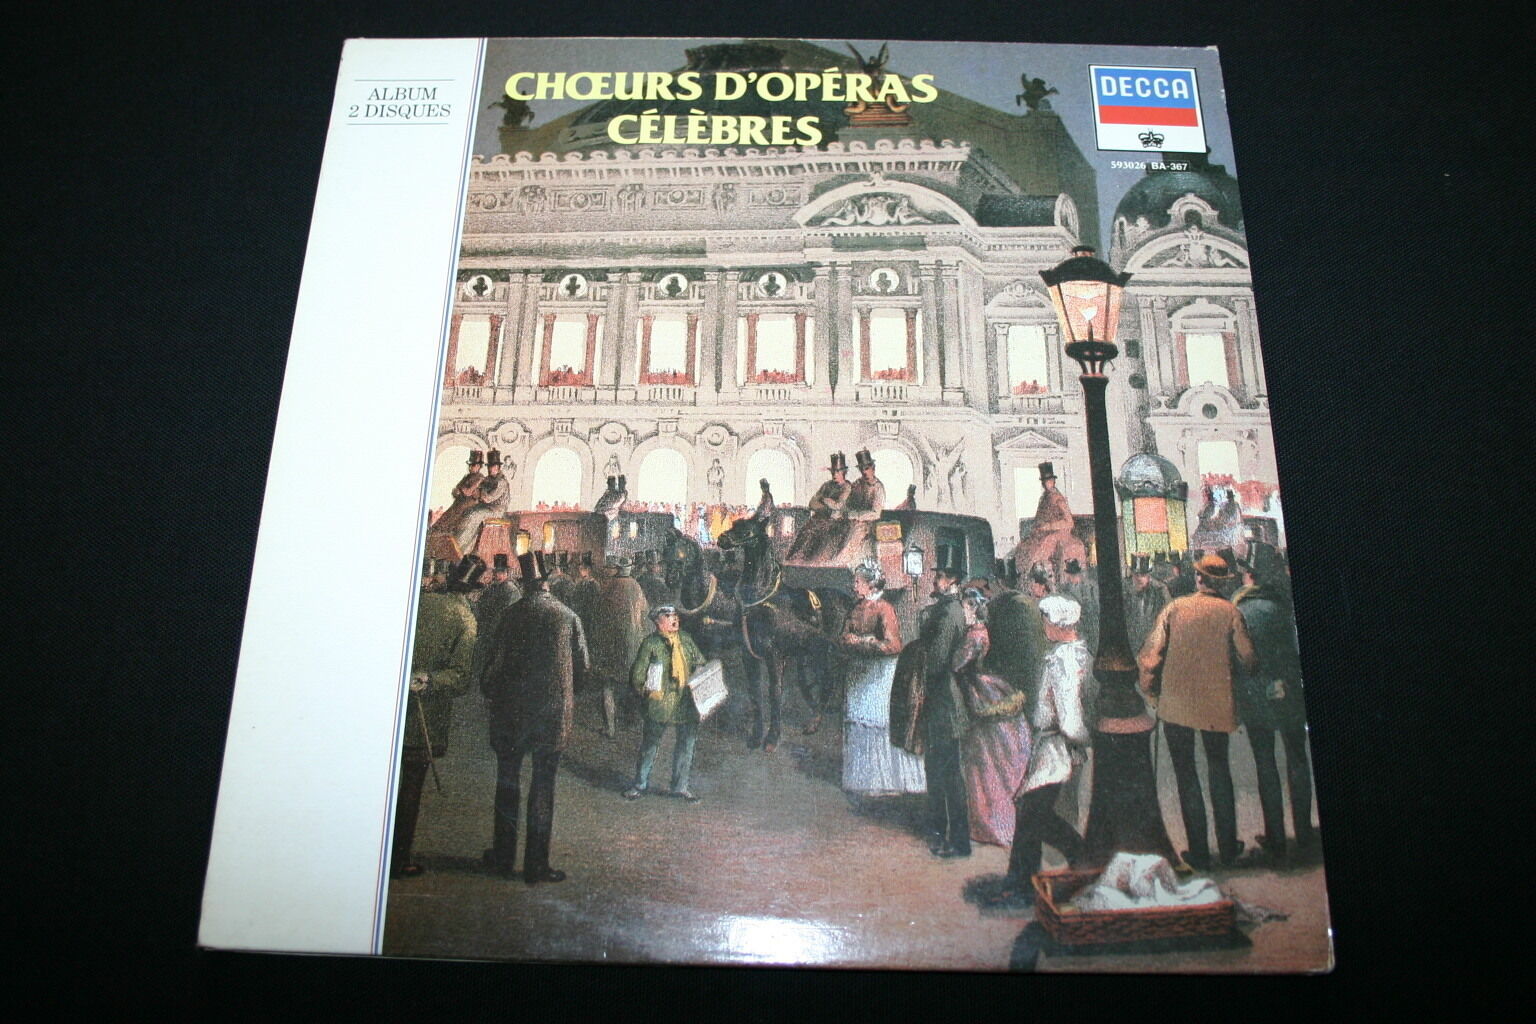 ALBUM
2 DISQUES
CHŒURS D'OPÉRAS
CÉLÈBRES
DECCA
593026 BA-367